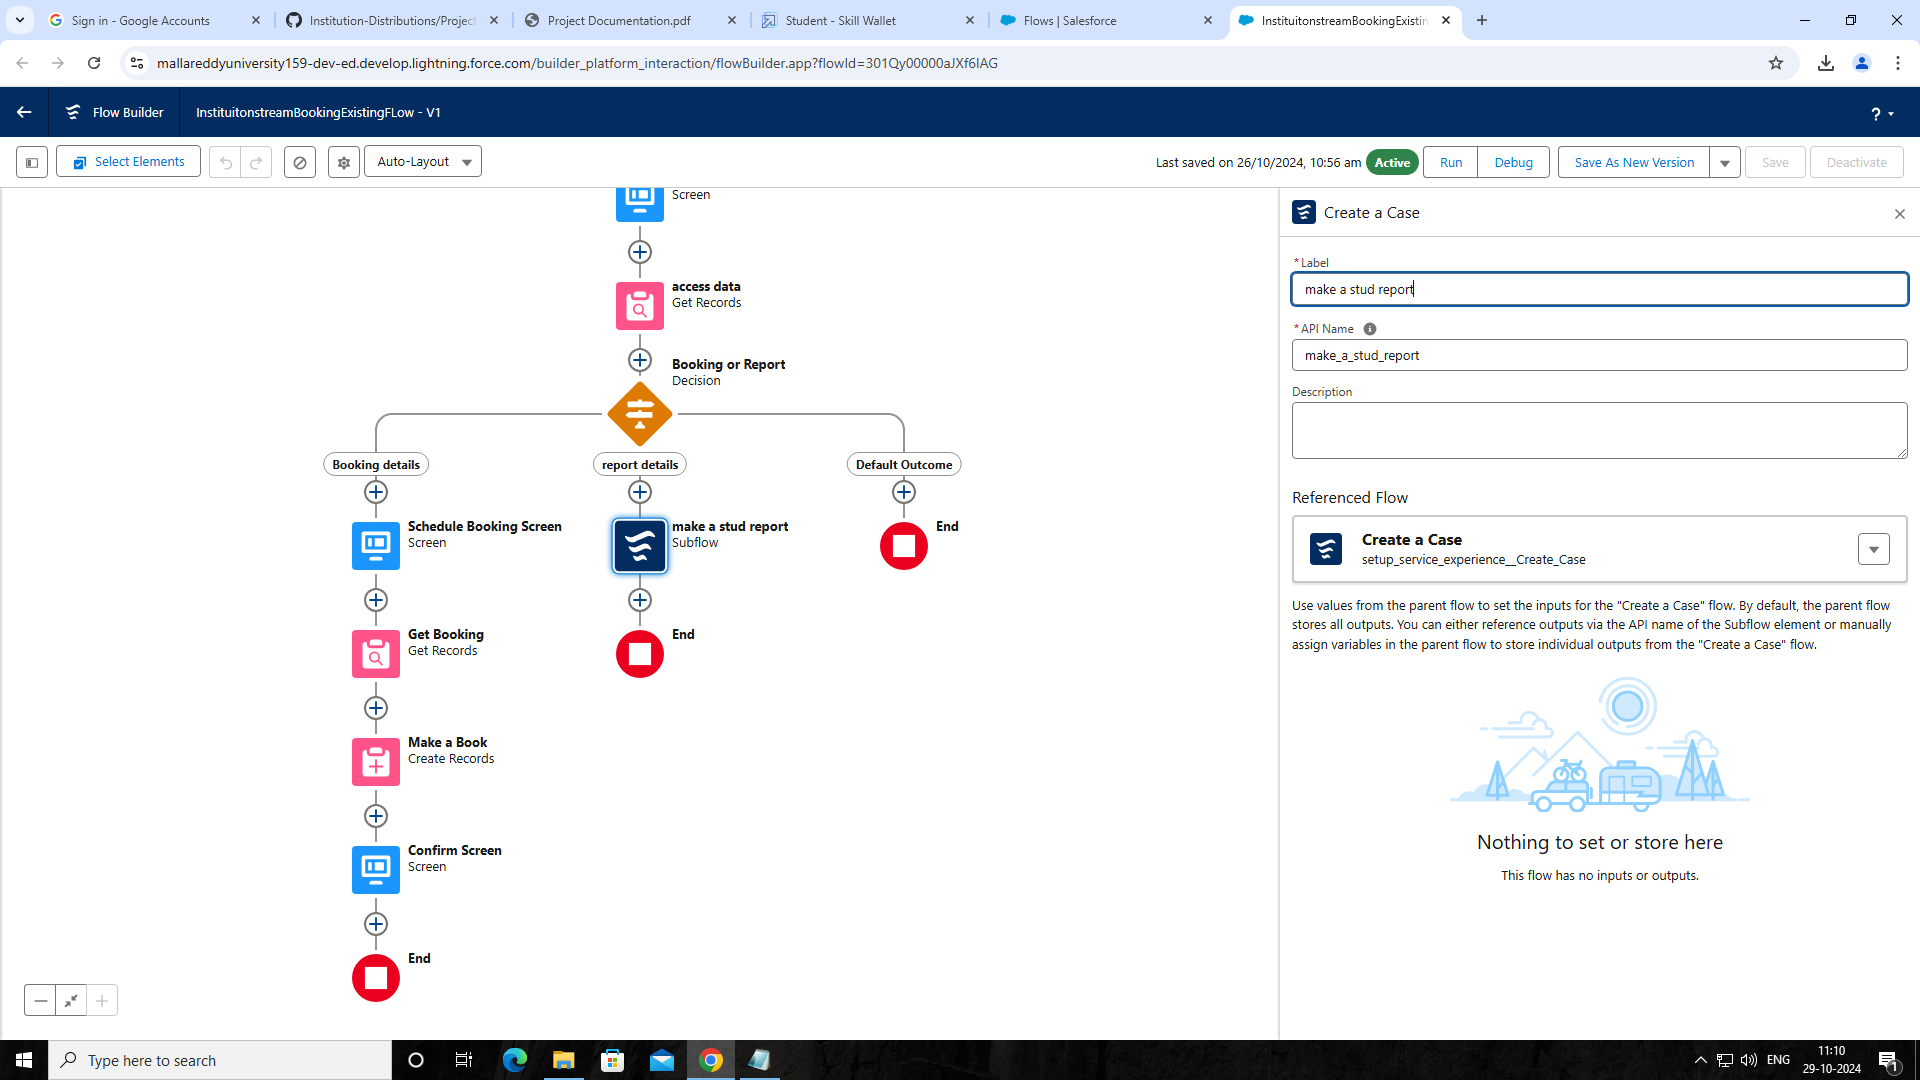 Sign in - Google Accounts
Institution-Distributions/Project
Project Documentation.pdf
Student - Skill Wallet
Flows | Salesforce
InstituitonstreamBookingExistin
mallareddyuniversity159-dev-ed.develop.lightning.force.com/builder_platform_interaction/flowBuilder.app?flowId=301Qy00000aJXf6IAG
Flow Builder
InstituitonstreamBookingExistingFLow - V1
?
Select Elements
Auto-Layout
Last saved on 26/10/2024, 10:56 am
Active
Run
Debug
Save As New Version
Save
Deactivate
Screen
access data
Get Records
Booking or Report
Decision
Booking details
report details
Default Outcome
Schedule Booking Screen
Screen
make a stud report
Subflow
End
Get Booking
Get Records
End
Make a Book
Create Records
Confirm Screen
Screen
End
Create a Case
* Label
make a stud report
* API Name
make_a_stud_report
Description
Referenced Flow
Create a Case
setup_service_experience__Create_Case
Use values from the parent flow to set the inputs for the "Create a Case" flow. By default, the parent flow
stores all outputs. You can either reference outputs via the API name of the Subflow element or manually
assign variables in the parent flow to store individual outputs from the "Create a Case" flow.
Nothing to set or store here
This flow has no inputs or outputs.
Type here to search
ENG
11:10
29-10-2024
1